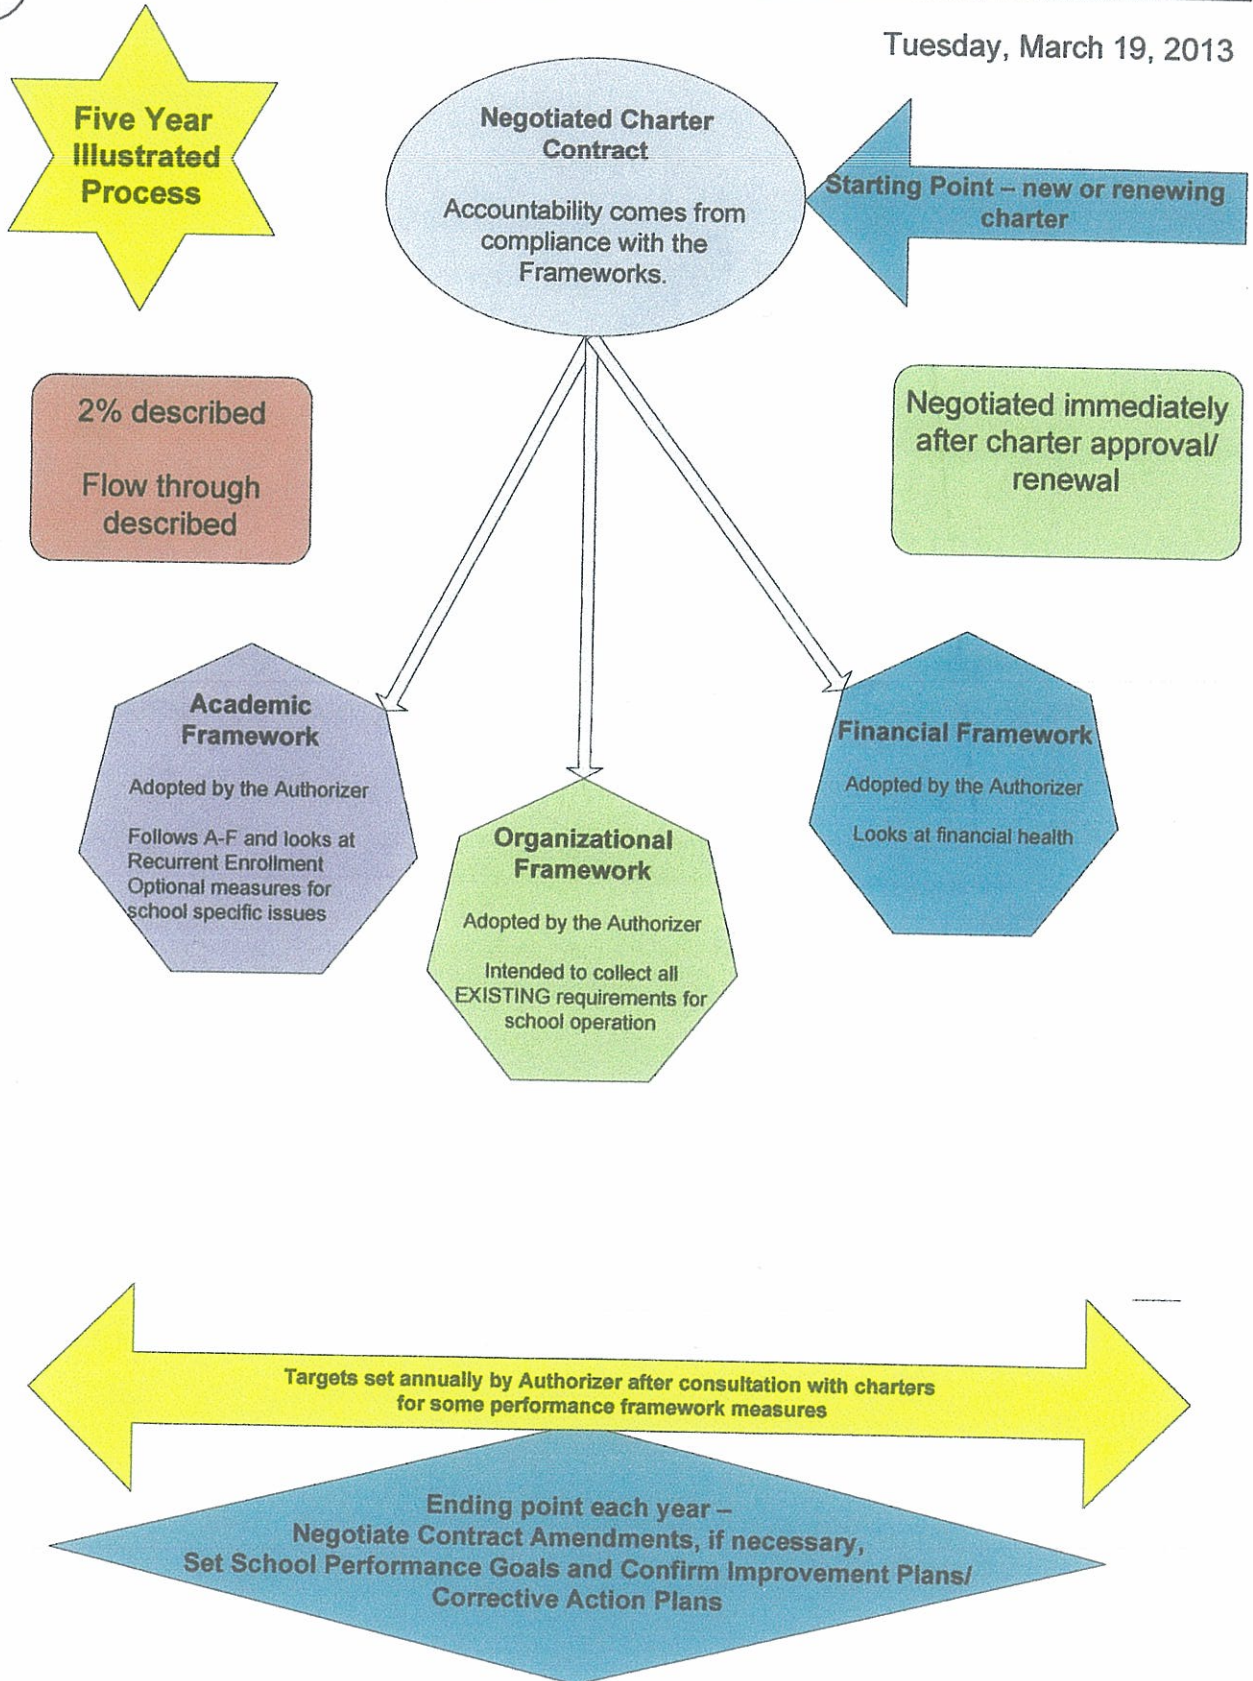 Tuesday, March 19, 2013
Five Year
Illustrated
Process
Negotiated Charter
Contract
Accountability comes from
compliance with the
Frameworks.
Starting Point – new or renewing
charter
2% described
Flow through
described
Negotiated immediately
after charter approval/
renewal
Academic
Framework
Adopted by the Authorizer
Follows A-F and looks at
Recurrent Enrollment
Optional measures for
school specific issues
Organizational
Framework
Adopted by the Authorizer
Intended to collect all
EXISTING requirements for
school operation
Financial Framework
Adopted by the Authorizer
Looks at financial health
Targets set annually by Authorizer after consultation with charters
for some performance framework measures
Ending point each year –
Negotiate Contract Amendments, if necessary,
Set School Performance Goals and Confirm Improvement Plans/
Corrective Action Plans